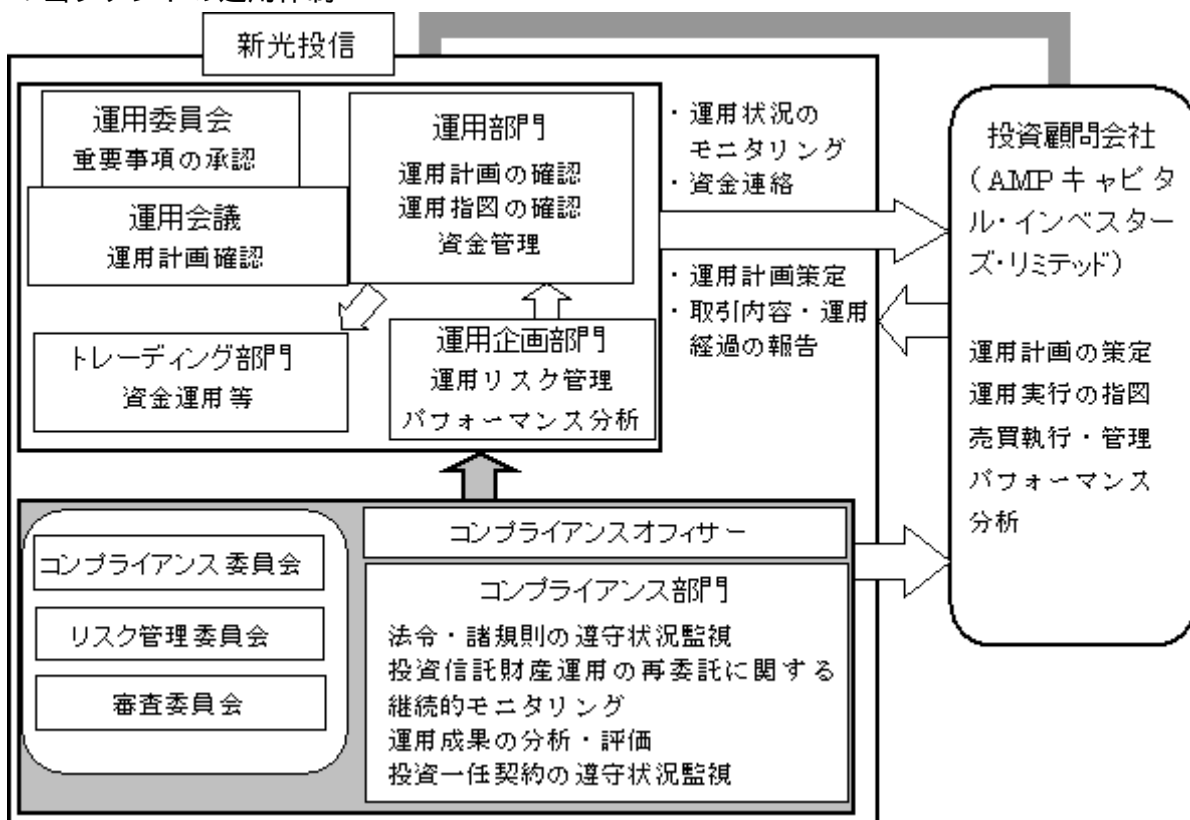 新光投信
運用委員会
重要事項の承認
運用会議
運用計画確認
運用部門
運用計画の確認
運用指図の確認
資金管理
トレーディング部門
資金運用等
運用企画部門
運用リスク管理
パフォーマンス分析
・運用状況の
モニタリング
・資金連絡
・運用計画策定
・取引内容・運用
経過の報告
投資顧問会社
(AMPキャピタ
ル・インベスター
ズ・リミテッド)
運用計画の策定
運用実行の指図
売買執行・管理
パフォーマンス
分析
コンプライアンス委員会
リスク管理委員会
審査委員会
コンプライアンスオフィサー
コンプライアンス部門
法令・諸規則の遵守状況監視
投資信託財産運用の再委託に関する
継続的モニタリング
運用成果の分析・評価
投資一任契約の遵守状況監視